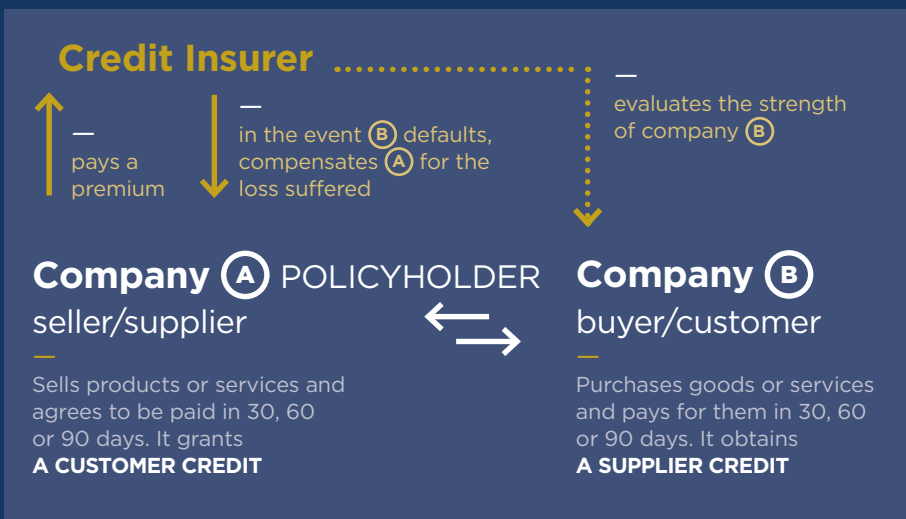 Credit Insurer
—
pays a
premium
—
in the event B defaults,
compensates A for the
loss suffered
—
evaluates the strength
of company B
Company A POLICYHOLDER
seller/supplier
—
Sells products or services and
agrees to be paid in 30, 60
or 90 days. It grants
A CUSTOMER CREDIT
Company B
buyer/customer
—
Purchases goods or services
and pays for them in 30, 60
or 90 days. It obtains
A SUPPLIER CREDIT